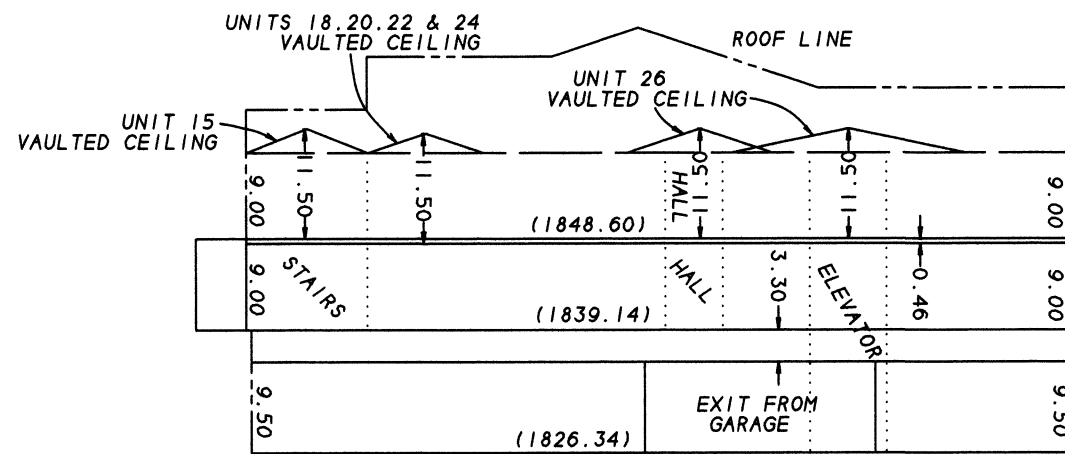 UNITS 18.20.22 & 24
VAULTED CEILING
ROOF LINE
UNIT 26
VAULTED CEILING
UNIT 15
VAULTED CEILING
9.00
11.50
11.50
(1848.60)
HALL
11.50
11.50
9.00
9.00
STAIRS
(1839.14)
HALL
3.30
ELEVATOR
0.46
9.00
9.50
(1826.34)
EXIT FROM
GARAGE
9.50